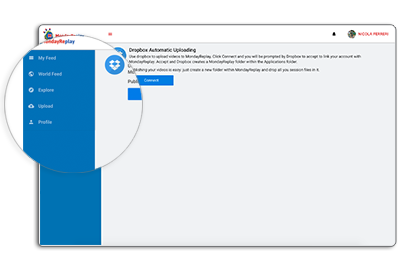 MondayReplay
NICOLA FERRERI
My Feed
World Feed
Explore
Upload
Profile
Dropbox Automatic Uploading
Use dropbox to upload videos to MondayReplay. Click Connect and you will be prompted by Dropbox to accept to link your account with
MondayReplay. Accept and Dropbox creates a MondayReplay folder within the Applications folder.
Publishing your videos is easy: just create a new folder within MondayReplay and drop all you session files in it.
Connect